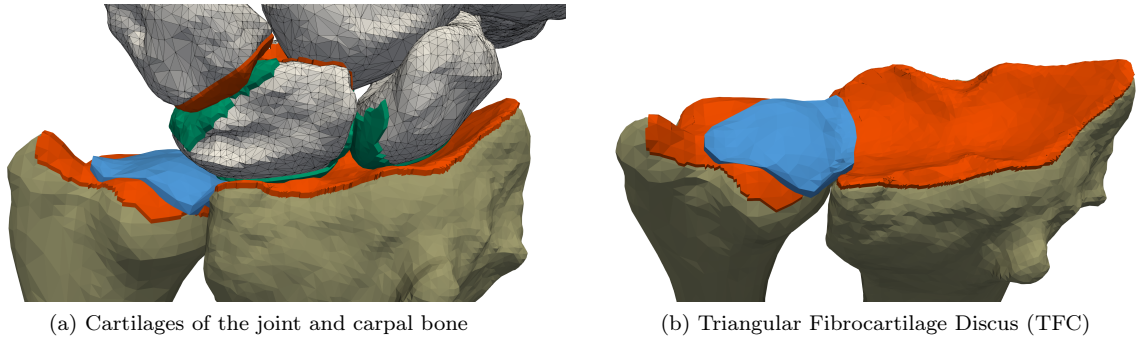 (a) Cartilages of the joint and carpal bone
(b) Triangular Fibrocartilage Discus (TFC)